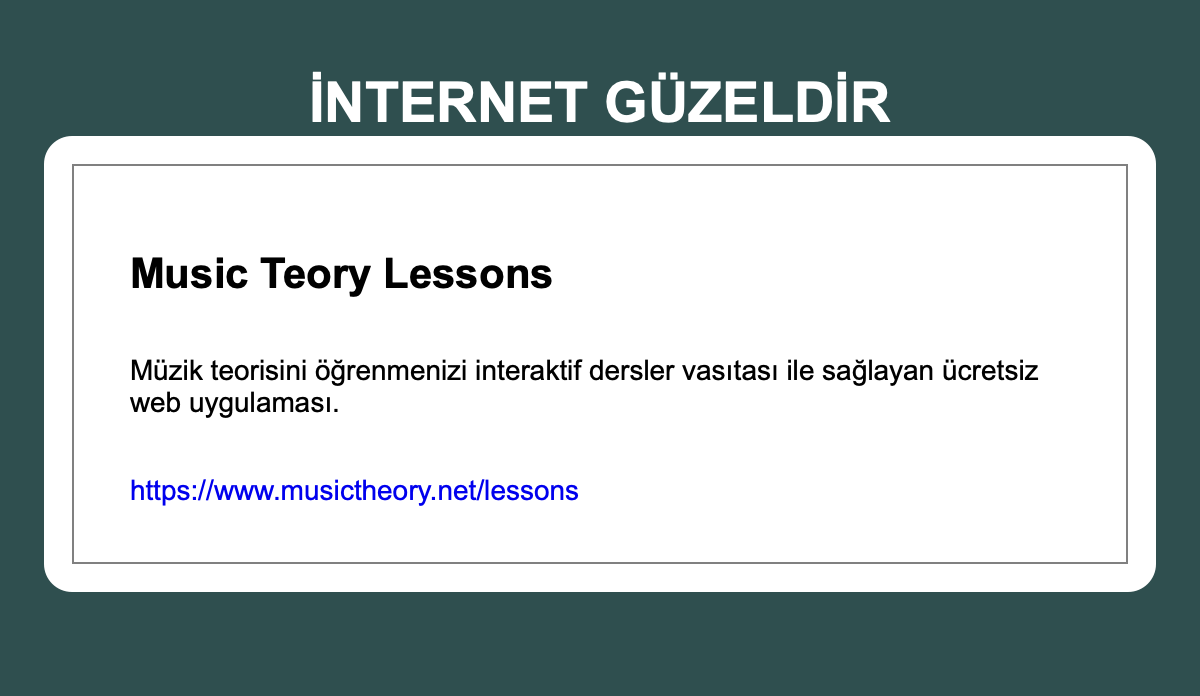 İNTERNET GÜZELDİR
Music Teory Lessons
Müzik teorisini öğrenmenizi interaktif dersler vasıtası ile sağlayan ücretsiz
web uygulaması.
https://www.musictheory.net/lessons